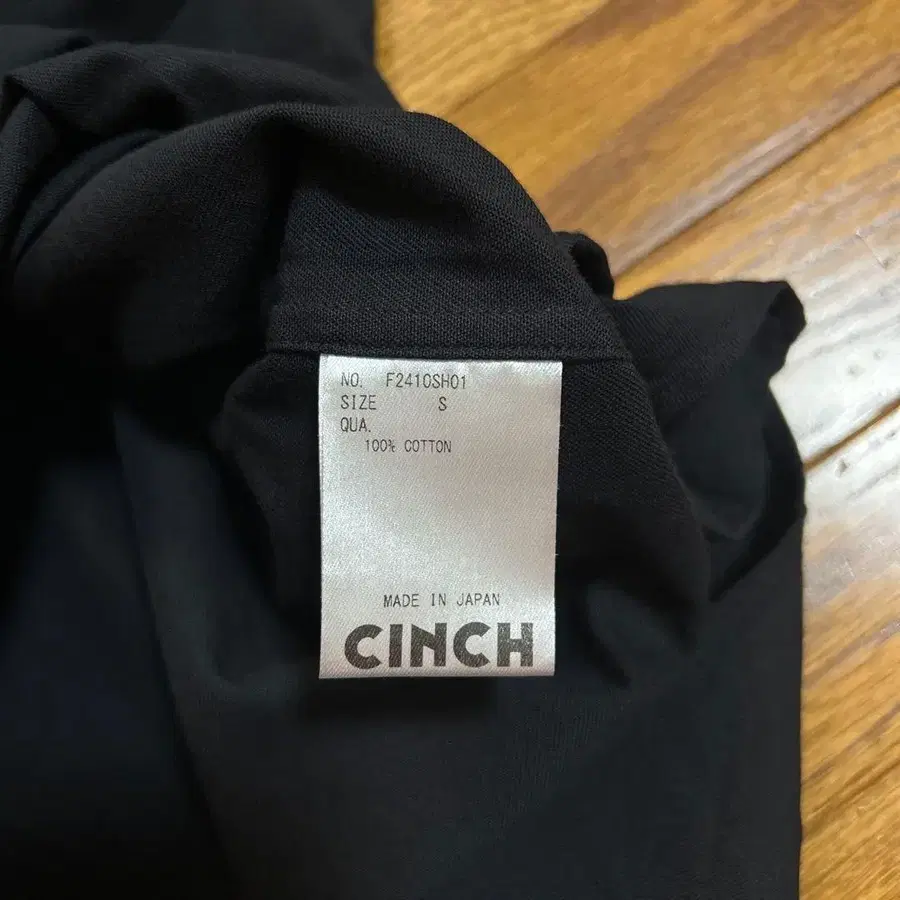 NO. F2410SH01
SIZE S
QUA.
100% COTTON
MADE IN JAPAN
CINCH